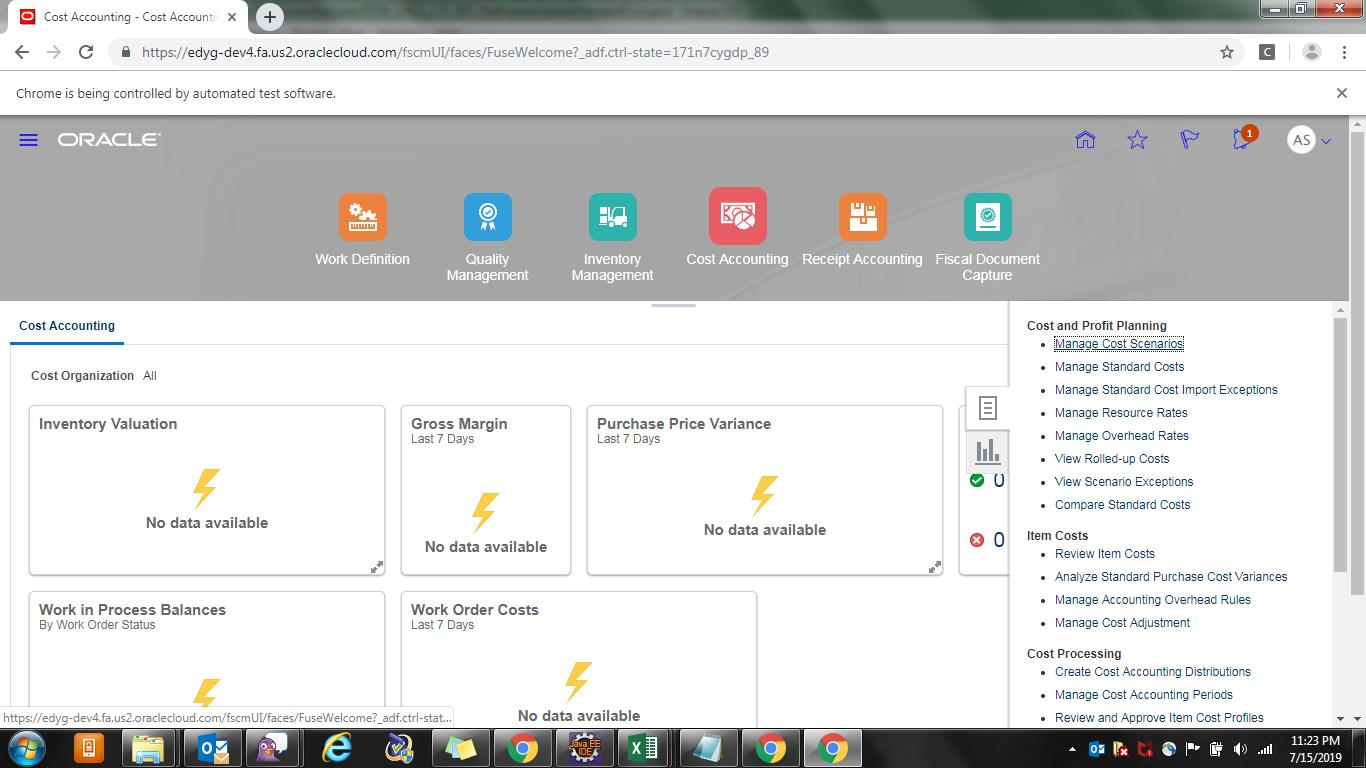 Cost Accounting - Cost Accounti
https://edyg-dev4.fa.us2.oraclecloud.com/fscmUI/faces/FuseWelcome?_adf.ctrl-state=171n7cygdp_89
C
Chrome is being controlled by automated test software.
ORACLE
1
AS
Work Definition
Quality
Management
Inventory
Management
Cost Accounting
Receipt Accounting
Fiscal Document
Capture
Cost Accounting
Cost Organization All
Inventory Valuation
No data available
Gross Margin
Last 7 Days
No data available
Purchase Price Variance
Last 7 Days
No data available
0
0
Work in Process Balances
By Work Order Status
Work Order Costs
Last 7 Days
No data available
Cost and Profit Planning
Manage Cost Scenarios
Manage Standard Costs
Manage Standard Cost Import Exceptions
Manage Resource Rates
Manage Overhead Rates
View Rolled-up Costs
View Scenario Exceptions
Compare Standard Costs
Item Costs
Review Item Costs
Analyze Standard Purchase Cost Variances
Manage Accounting Overhead Rules
Manage Cost Adjustment
Cost Processing
Create Cost Accounting Distributions
Manage Cost Accounting Periods
Review and Approve Item Cost Profiles
https://edyg-dev4.fa.us2.oraclecloud.com/fscmUI/faces/FuseWelcome?_adf.ctrl-stat...
Java EE
IDE
11:23 PM
7/15/2019